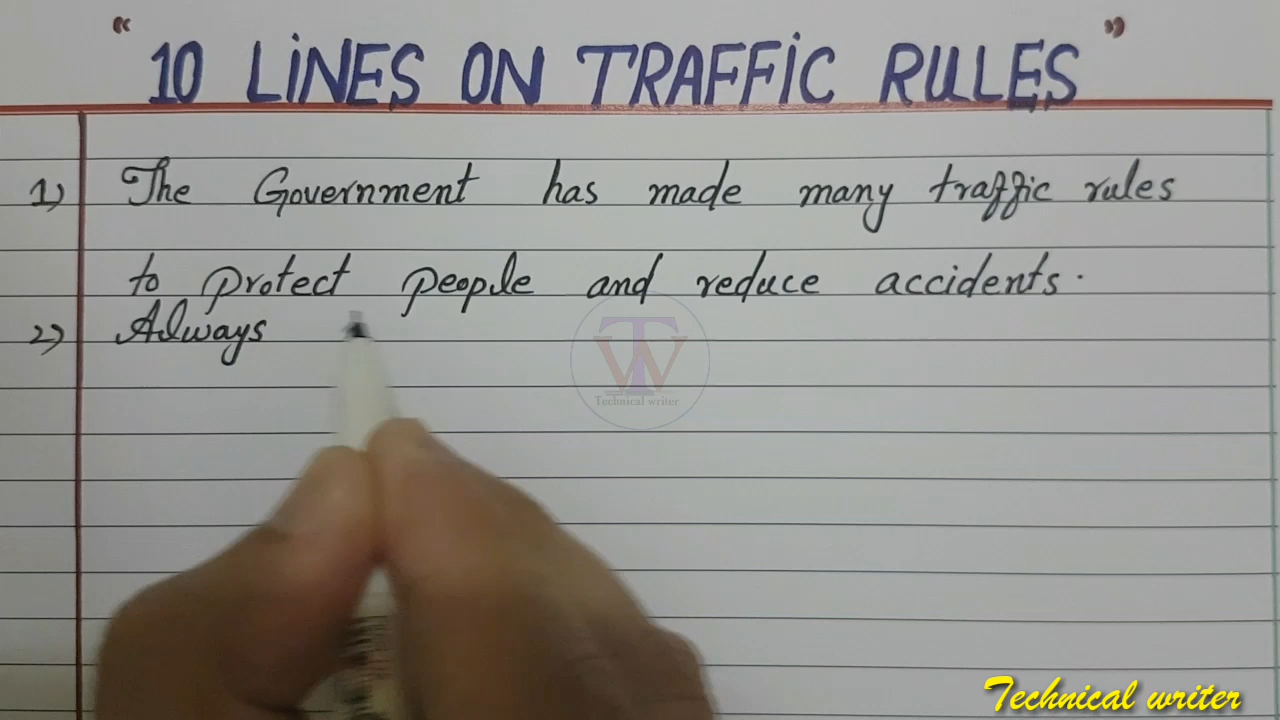 " 10 LiNES ON TRAFFiC RULES "
1) The Government has made many traffic rules
to protect people and reduce accidents.
2) Always
TW
Technical writer
Technical writer